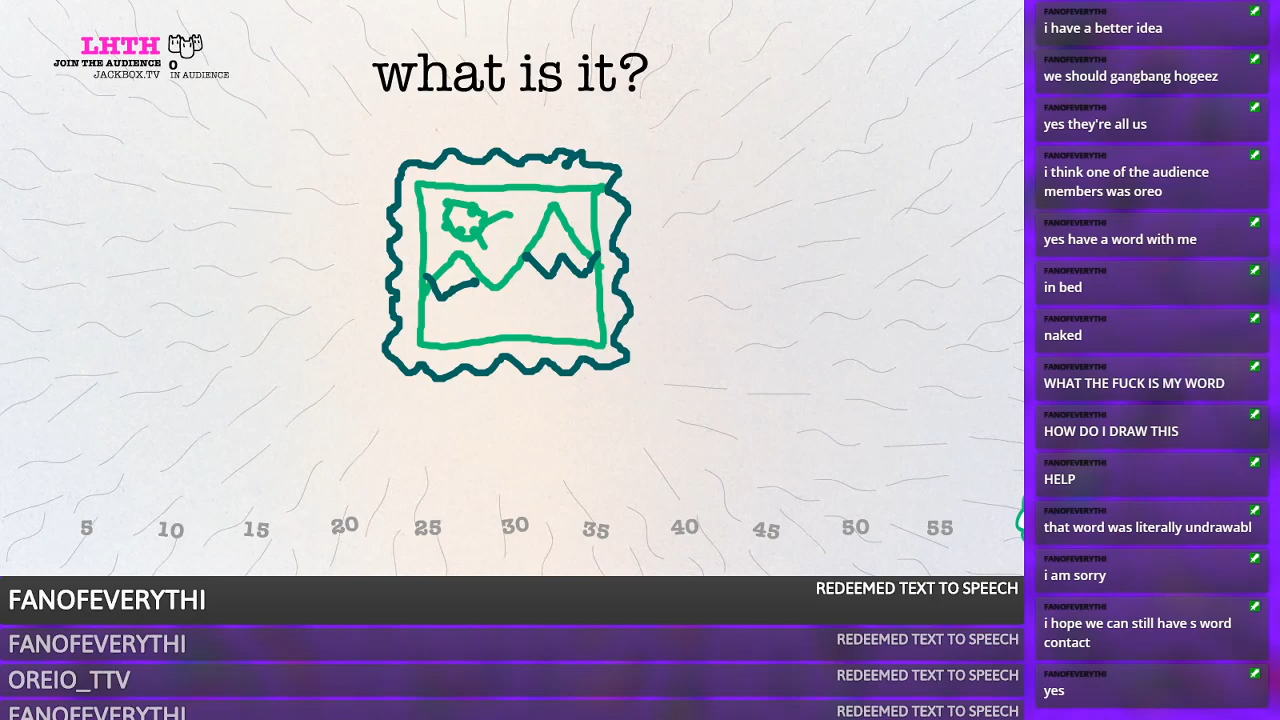 LHTH
JOIN THE AUDIENCE
JACKBOX.TV
0
IN AUDIENCE
what is it?
5 10 15 20 25 30 35 40 45 50 55
FANOFEVERYTHI
REDEEMED TEXT TO SPEECH
FANOFEVERYTHI
REDEEMED TEXT TO SPEECH
OREIO_TTV
REDEEMED TEXT TO SPEECH
FANOFEVERYTHI
REDEEMED TEXT TO SPEECH
FANOFEVERYTHI
i have a better idea
FANOFEVERYTHI
we should gangbang hogeez
FANOFEVERYTHI
yes they're all us
FANOFEVERYTHI
i think one of the audience
members was oreo
FANOFEVERYTHI
yes have a word with me
FANOFEVERYTHI
in bed
FANOFEVERYTHI
naked
FANOFEVERYTHI
WHAT THE FUCK IS MY WORD
FANOFEVERYTHI
HOW DO I DRAW THIS
FANOFEVERYTHI
HELP
FANOFEVERYTHI
that word was literally undrawabl
FANOFEVERYTHI
i am sorry
FANOFEVERYTHI
i hope we can still have s word
contact
FANOFEVERYTHI
yes